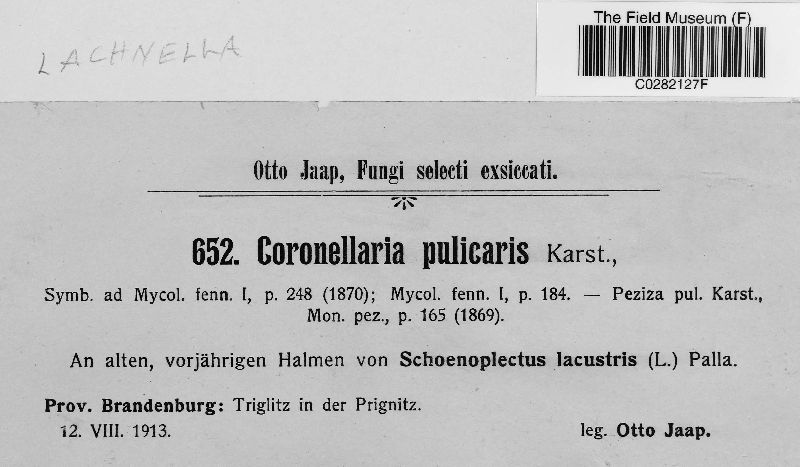 LACHNELLA
The Field Museum (F)
C0282127F
Otto Jaap, Fungi selecti exsiccati.
652. Coronellaria pulicaris Karst.,
Symb. ad Mycol. fenn. I, p. 248 (1870); Mycol. fenn. I, p. 184. — Peziza pul. Karst.,
Mon. pez., p. 165 (1869).
An alten, vorjährigen Halmen von Schoenoplectus lacustris (L.) Palla.
Prov. Brandenburg: Triglitz in der Prignitz.
12. VIII. 1913. leg. Otto Jaap.